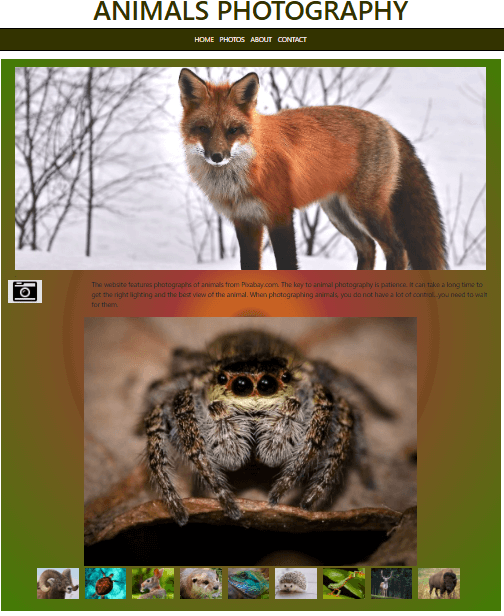 ANIMALS PHOTOGRAPHY
HOME PHOTOS ABOUT CONTACT
The website features photographs of animals from Pixabay.com. The key to animal photography is patience. It can take a long time to
get the right lighting and the best view of the animal. When photographing animals, you do not have a lot of control, you need to wait
for them.